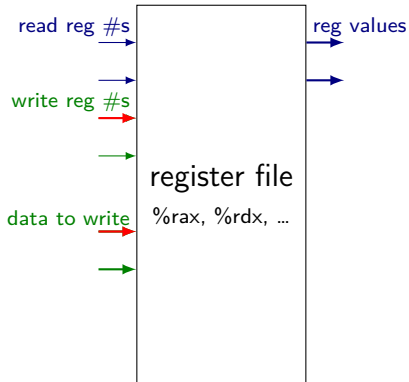 read reg #s
reg values
write reg #s
register file
data to write
%rax, %rdx, ...